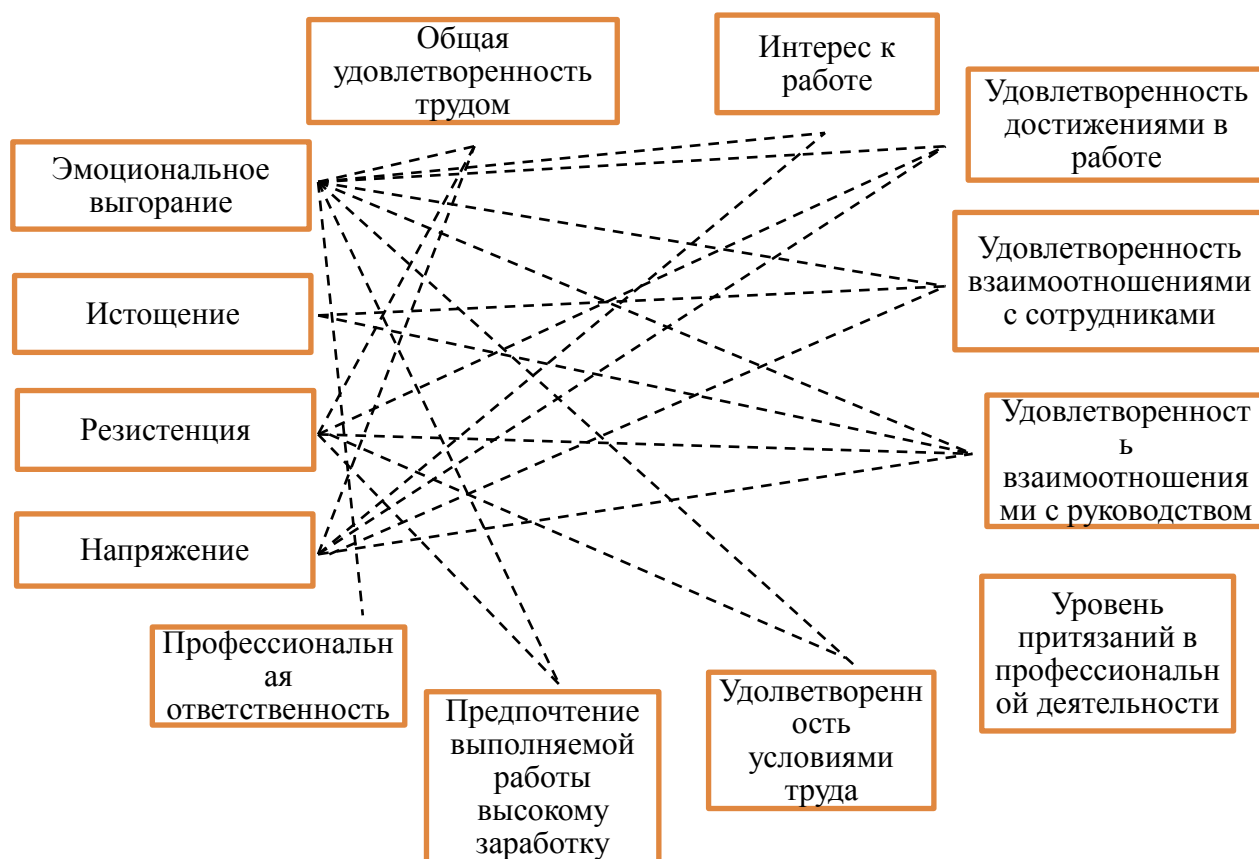 Общая
удовлетворенность
трудом
Интерес к
работе
Удовлетворенность
достижениями в
работе
Эмоциональное
выгорание
Удовлетворенность
взаимоотношениями
с сотрудниками
Истощение
Резистенция
Удовлетворенност
ь
взаимоотношения
ми с руководством
Напряжение
Уровень
притязаний в
профессиональн
ой деятельности
Профессиональн
ая
ответственность
Предпочтение
выполняемой
работы
высокому
заработку
Удолветворенн
ость
условиями
труда